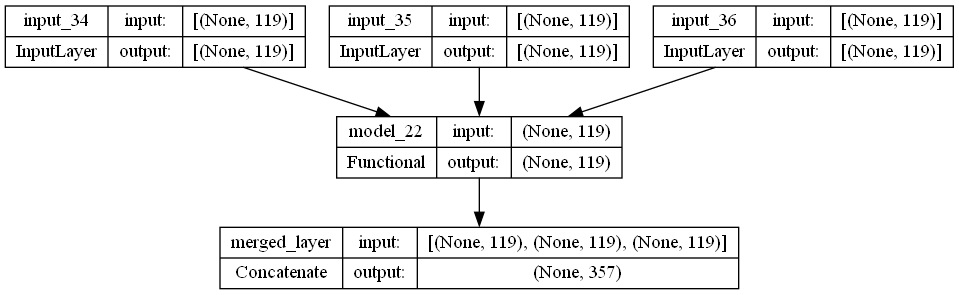 input_34 input: [(None, 119)]
InputLayer output: [(None, 119)]
input_35 input: [(None, 119)]
InputLayer output: [(None, 119)]
input_36 input: [(None, 119)]
InputLayer output: [(None, 119)]
model_22 input: (None, 119)
Functional output: (None, 119)
merged_layer input: [(None, 119), (None, 119), (None, 119)]
Concatenate output: (None, 357)